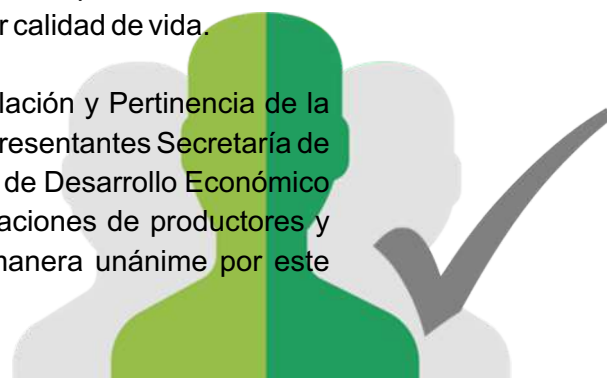 r calidad de vida.
lación y Pertinencia de la
resentantes Secretaría de
de Desarrollo Económico
aciones de productores y
nanera unánime por este